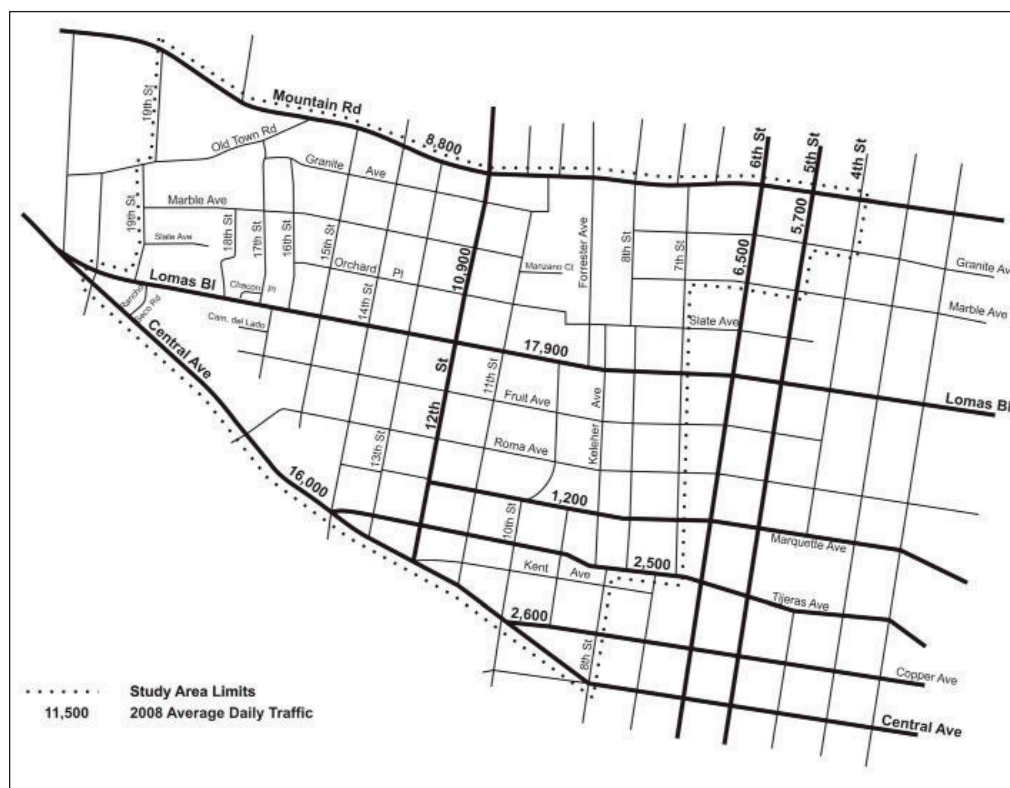 19th St
Mountain Rd
8,800
Old Town Rd
Granite Ave
6th St
5th St
4th St
5,700
6,500
19th St
Marble Ave
Slate Ave
18th St
17th St
16th St
15th St
14th St
Orchard Pl
10,900
Manzano Ct
Forrester Ave
8th St
7th St
Granite Av
Marble Ave
Slate Ave
Lomas Bl
Chacon Pl
Rancho
Seco Rd
Cam. del Lado
Central Ave
17,900
12th St
11th St
Fruit Ave
Keleher Ave
Lomas Bl
Roma Ave
13th St
16,000
1,200
10th St
Marquette Ave
Kent Ave
2,500
Tijeras Ave
2,600
8th St
Copper Ave
Central Ave
Study Area Limits
11,500 2008 Average Daily Traffic